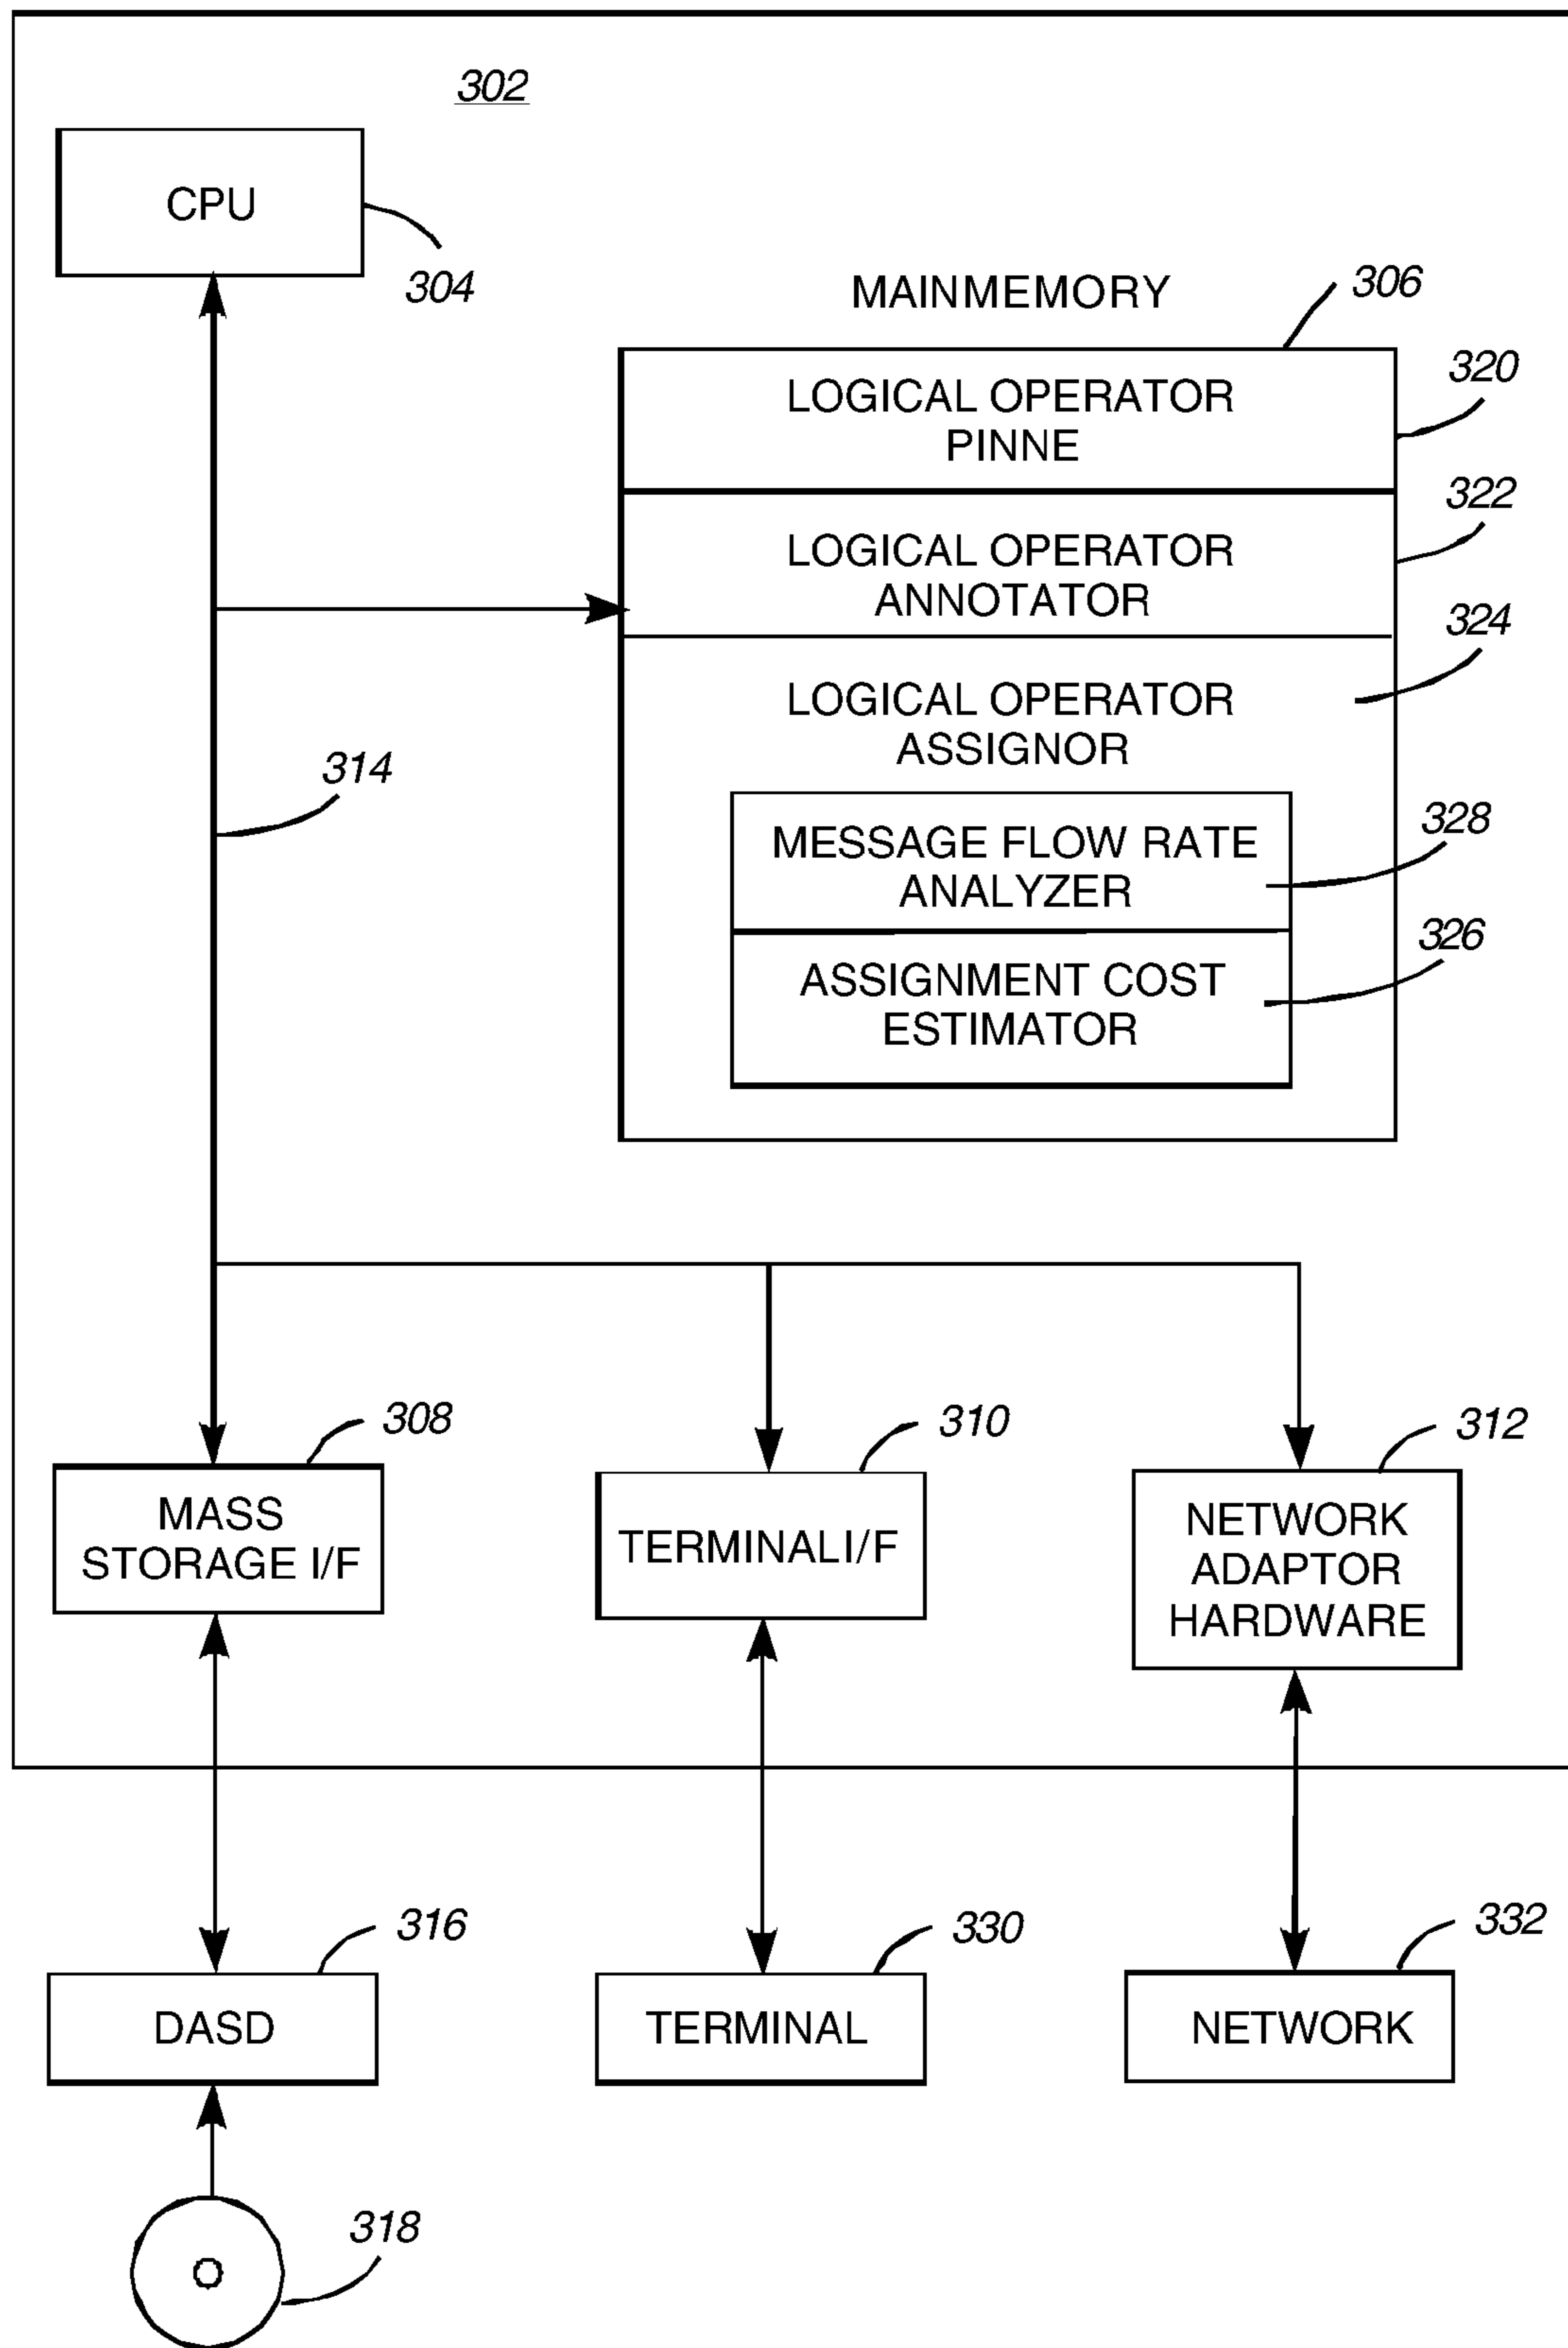 302
CPU
304
MAINMEMORY
306
LOGICAL OPERATOR
PINNE
320
LOGICAL OPERATOR
ANNOTATOR
322
LOGICAL OPERATOR
ASSIGNOR
324
314
MESSAGE FLOW RATE
ANALYZER
328
ASSIGNMENT COST
ESTIMATOR
326
308
310
312
MASS
STORAGE I/F
TERMINALI/F
NETWORK
ADAPTOR
HARDWARE
316
330
332
DASD
TERMINAL
NETWORK
318